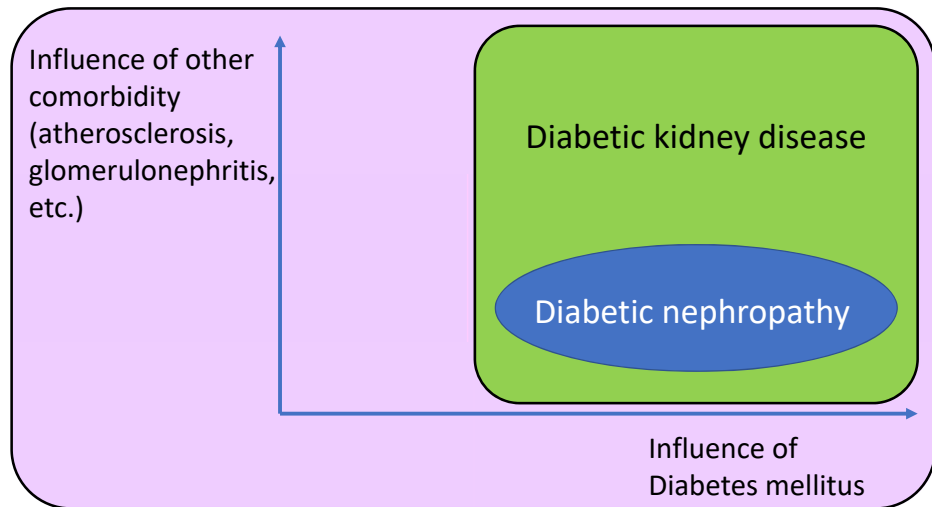 Influence of other
comorbidity
(atherosclerosis,
glomerulonephritis,
etc.)
Diabetic kidney disease
Diabetic nephropathy
Influence of
Diabetes mellitus